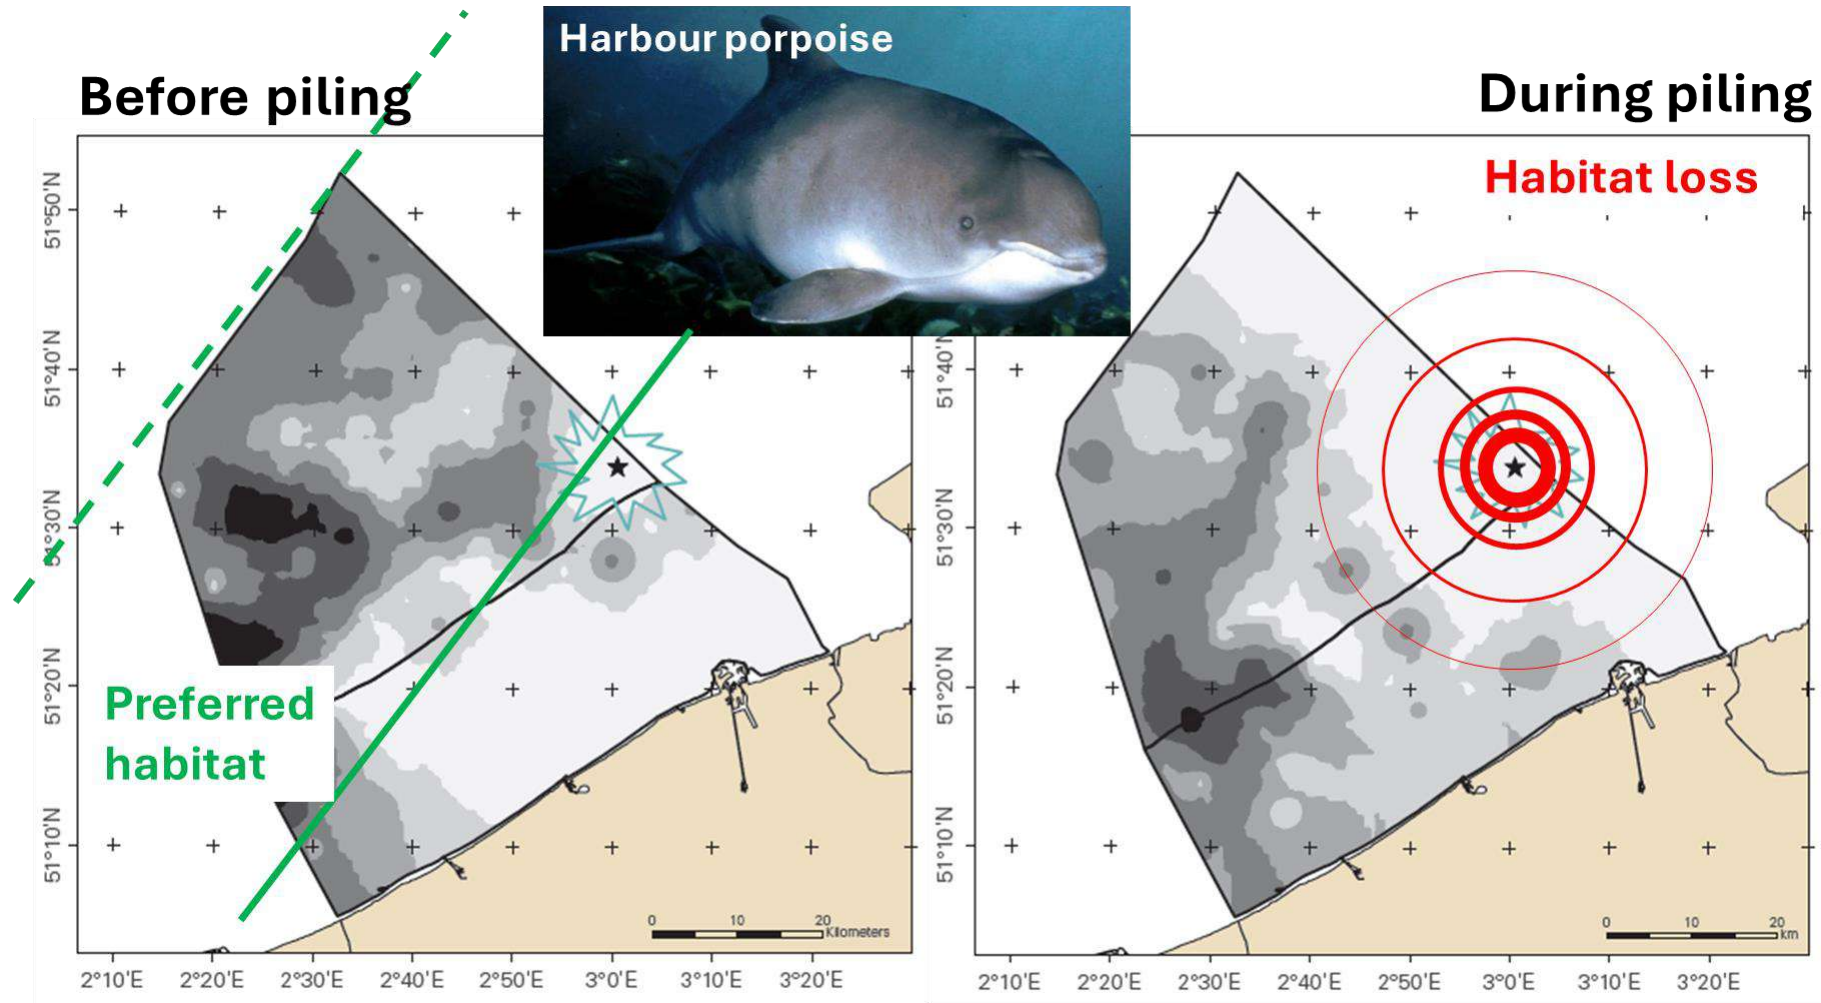 Before piling
Harbour porpoise
During piling
Habitat loss
Preferred
habitat
51°50'N
51°40'N
51°30'N
51°20'N
51°10'N
2°10'E
2°20'E
2°30'E
2°40'E
2°50'E
3°0'E
3°10'E
3°20'E
0
10
20
Kilometers
51°40'N
51°30'N
51°20'N
51°10'N
2°10'E
2°20'E
2°30'E
2°40'E
2°50'E
3°0'E
3°10'E
3°20'E
0
10
20
km